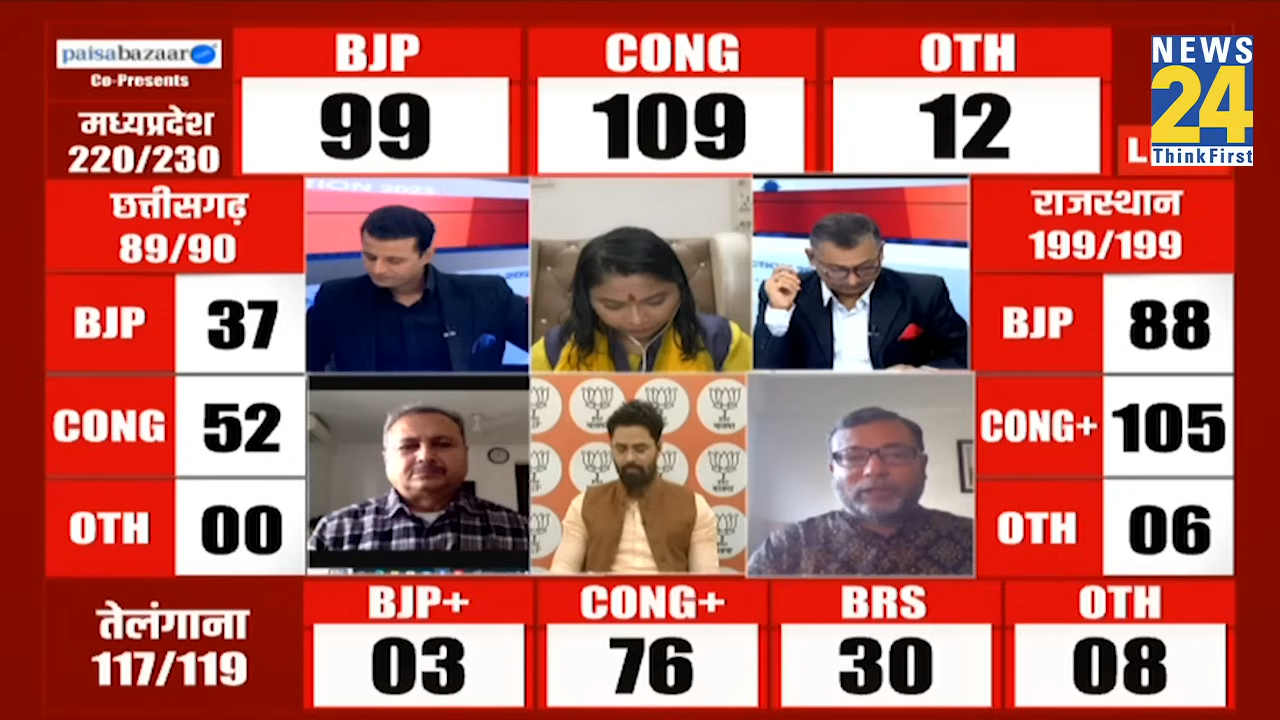 paisabazaar
Co-Presents
BJP
CONG
OTH
NEWS
24
ThinkFirst
मध्यप्रदेश
220/230
99
109
12
छत्तीसगढ़
89/90
BJP
37
CONG
52
OTH
00
राजस्थान
199/199
BJP
88
CONG+
105
OTH
06
तेलंगाना
117/119
BJP+
03
CONG+
76
BRS
30
OTH
08